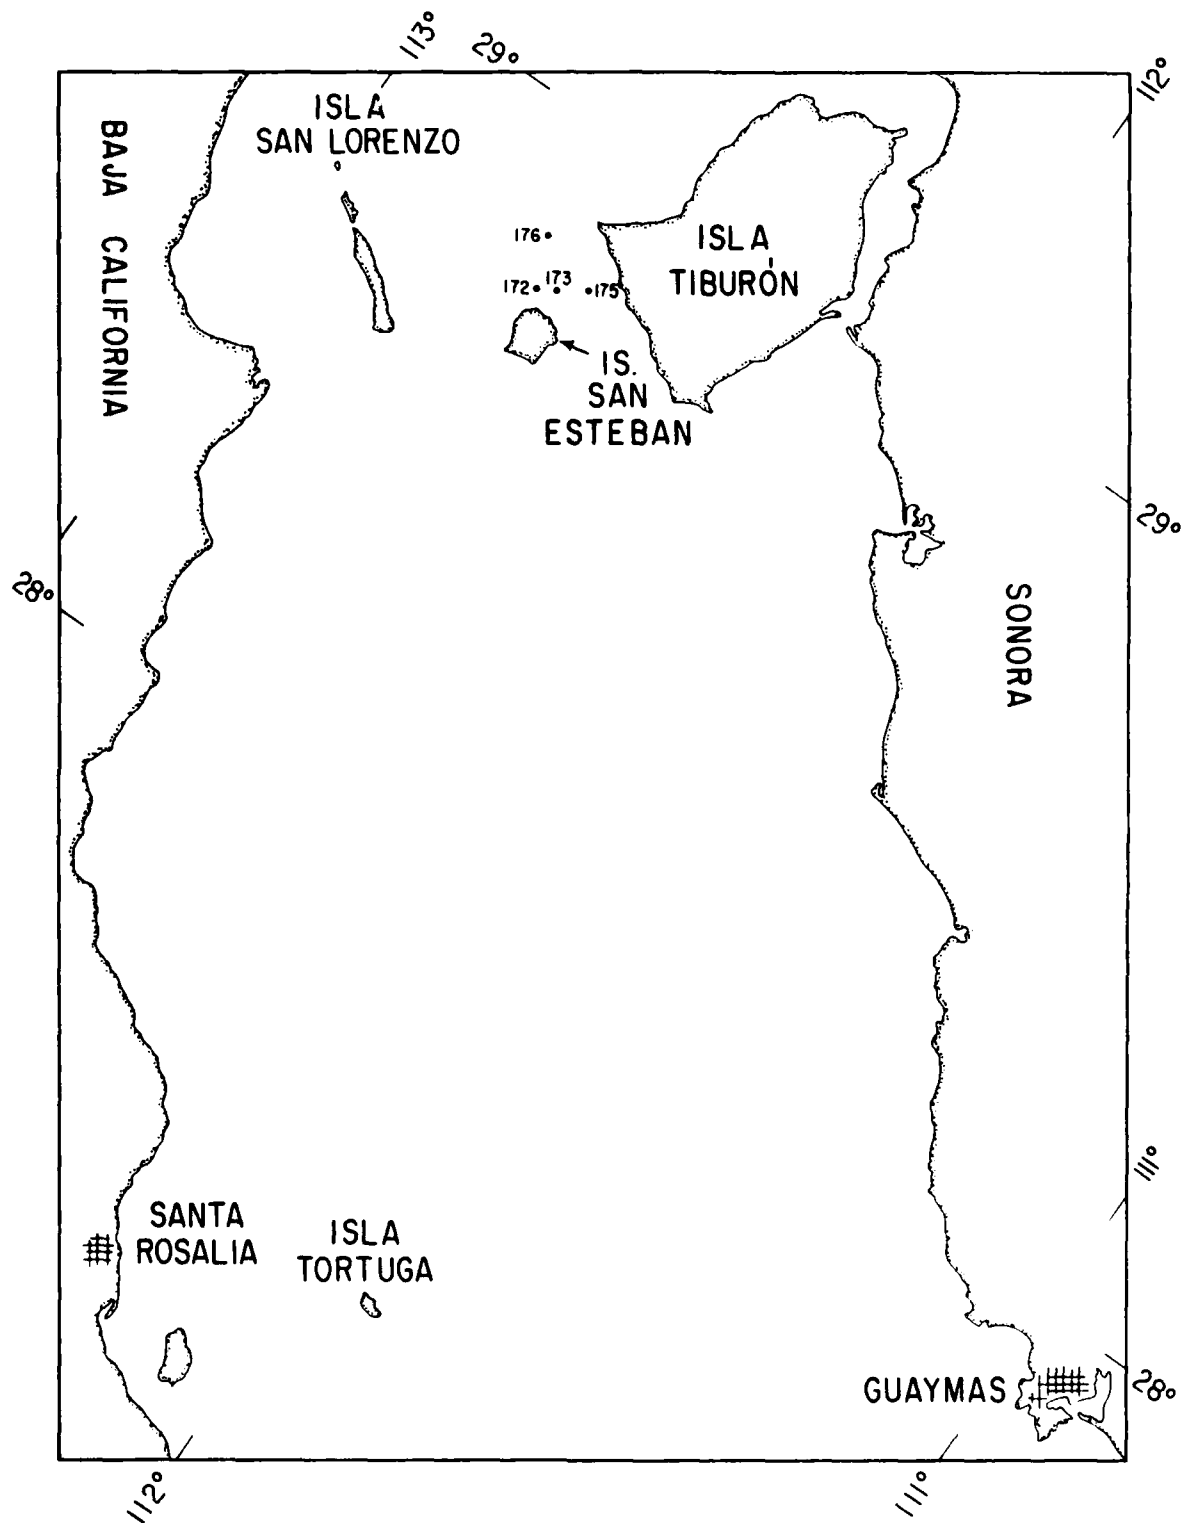 113°
29°
112°
ISLA
SAN LORENZO
BAJA CALIFORNIA
176
ISLA
TIBURÓN
172
173
175
IS.
SAN
ESTEBAN
29°
28°
SONORA
111°
SANTA
ROSALIA
ISLA
TORTUGA
GUAYMAS
28°
112°
111°